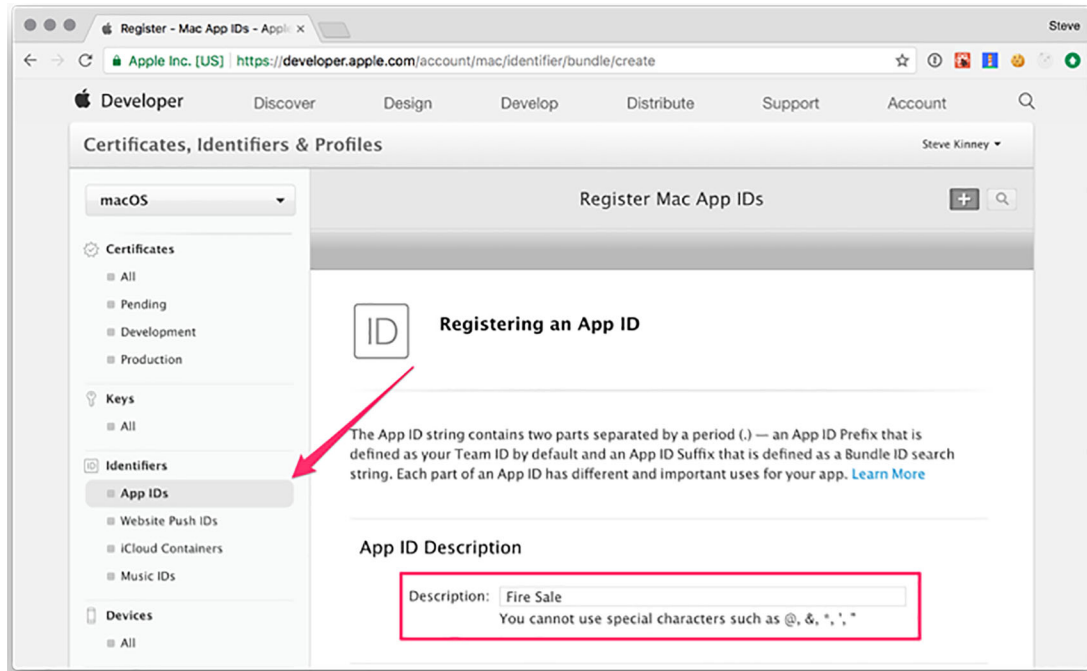 Register - Mac App IDs - Appl ×
Steve
Apple Inc. [US] https://developer.apple.com/account/mac/identifier/bundle/create
Developer Discover Design Develop Distribute Support Account
Certificates, Identifiers & Profiles
Steve Kinney
macOS
Register Mac App IDs
Certificates
All
Pending
Development
Production
Keys
All
Identifiers
App IDs
Website Push IDs
iCloud Containers
Music IDs
Devices
All
ID
Registering an App ID
The App ID string contains two parts separated by a period (.) — an App ID Prefix that is
defined as your Team ID by default and an App ID Suffix that is defined as a Bundle ID search
string. Each part of an App ID has different and important uses for your app. Learn More
App ID Description
Description: Fire Sale
You cannot use special characters such as @, &, *, ', "